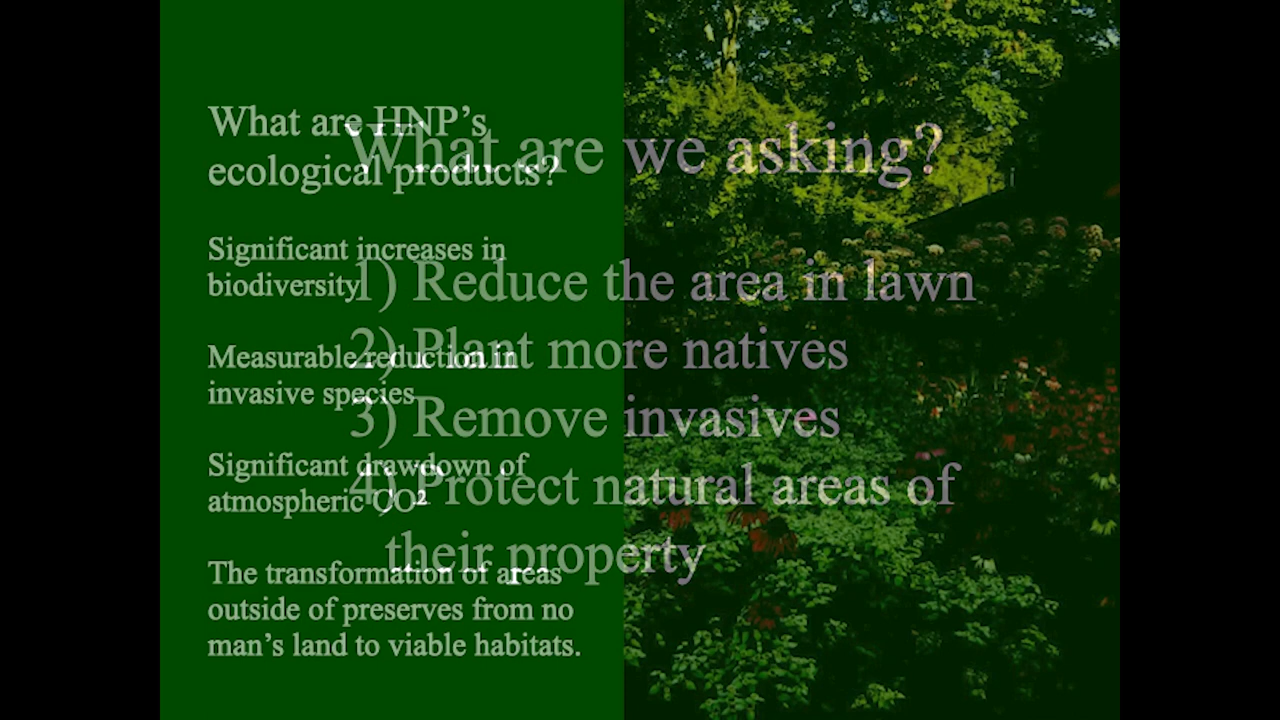 What are HNP’s
ecological products?
Significant increases in
biodiversity
Measurable reduction in
invasive species
Significant drawdown of
atmospheric CO²
The transformation of areas
outside of preserves from no
man’s land to viable habitats.
What are we asking?
1) Reduce the area in lawn
2) Plant more natives
3) Remove invasives
4) Protect natural areas of
their property